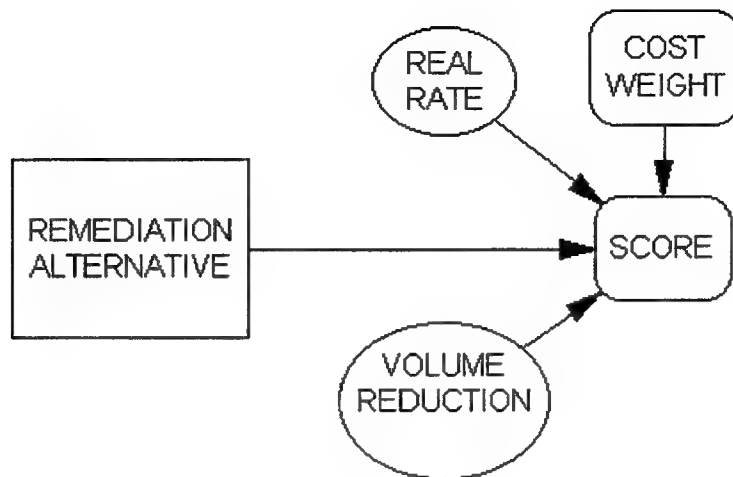 REAL
RATE
COST
WEIGHT
REMEDIATION
ALTERNATIVE
SCORE
VOLUME
REDUCTION